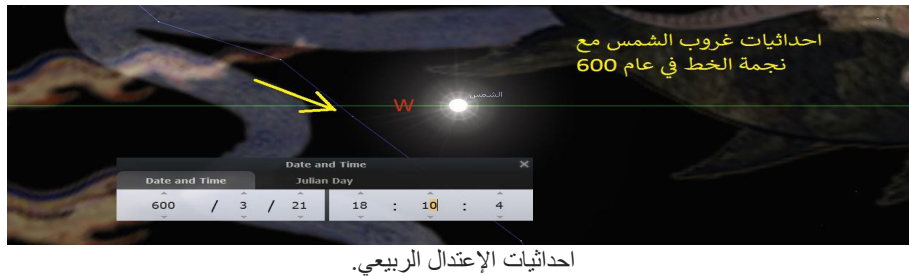 احداثيات غروب الشمس مع
نجمة الخط في عام 600
الشمس
W
Date and Time ×
Date and Time Julian Day
600 / 3 / 21 18 : 10 : 4
احداثيات الإعتدال الربيعي.